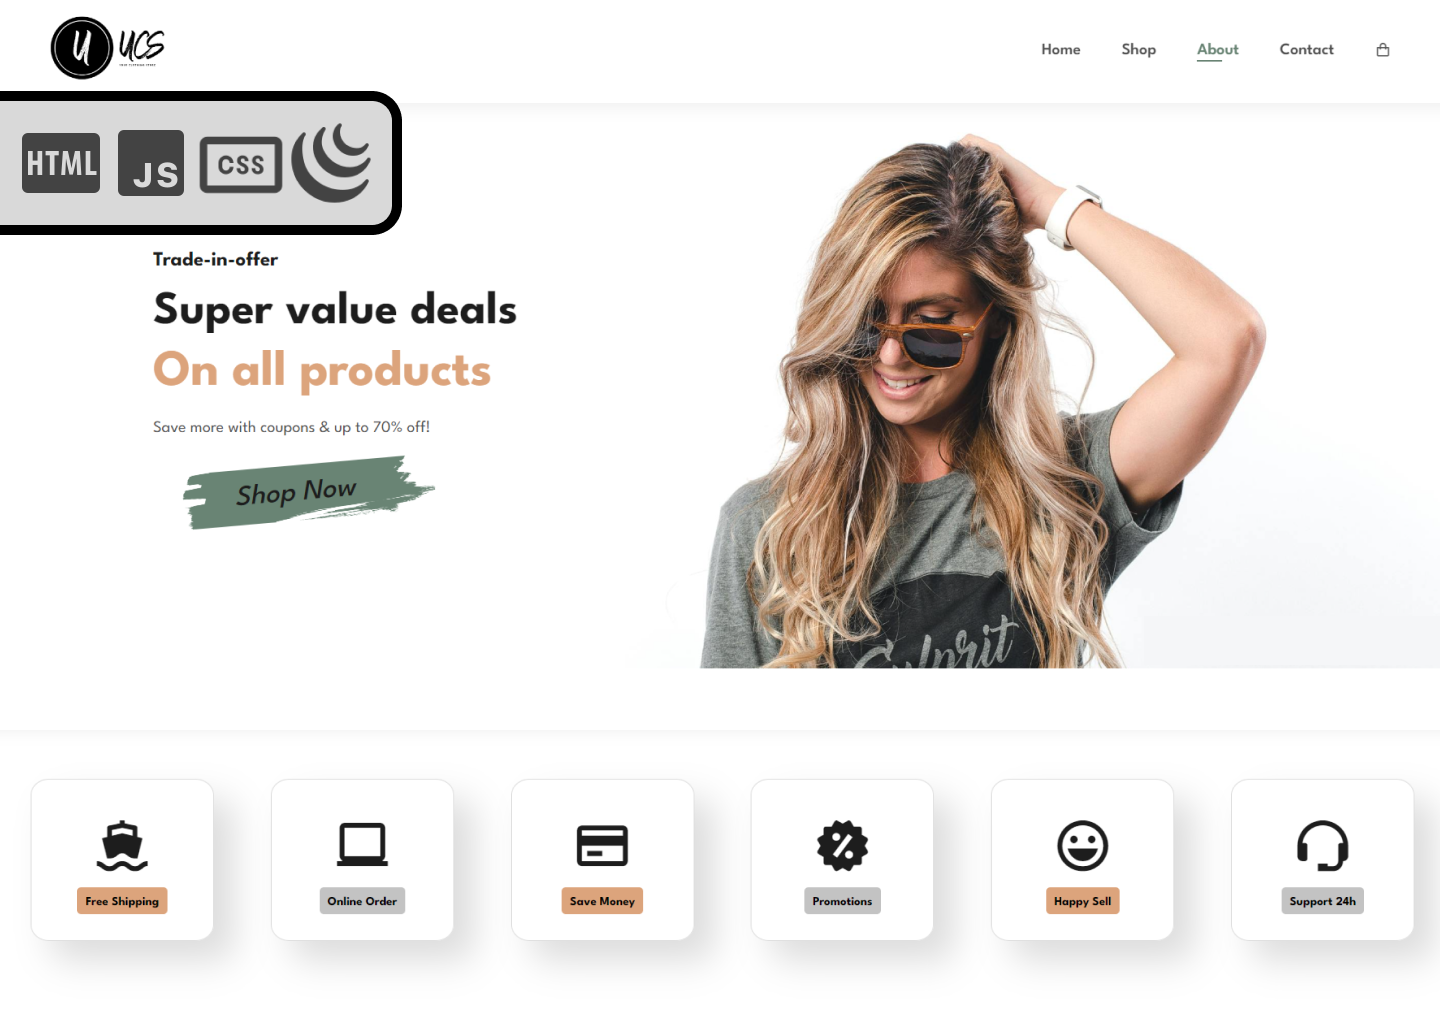 U UCS
Home Shop About Contact
HTML JS CSS
Trade-in-offer
Super value deals
On all products
Save more with coupons & up to 70% off!
Shop Now
Culprit
Free Shipping
Online Order
Save Money
Promotions
Happy Sell
Support 24h